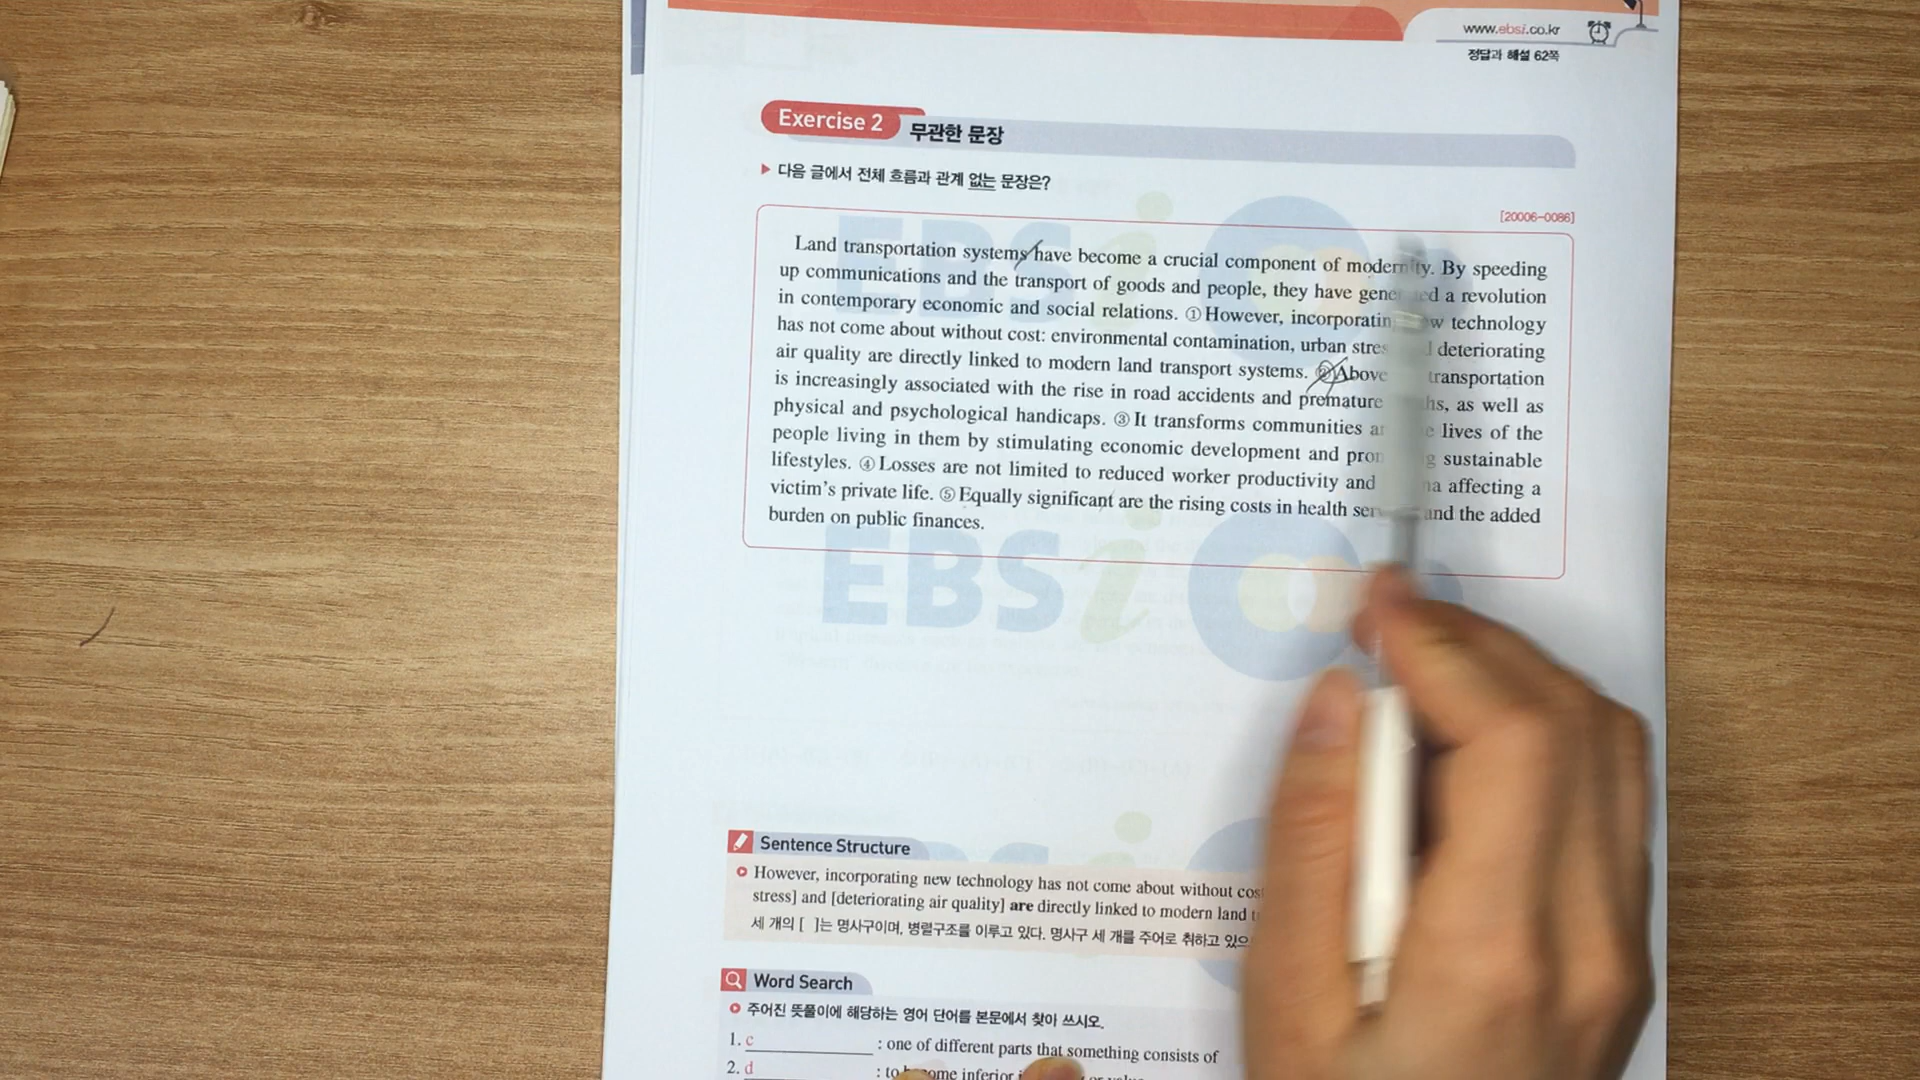 www.ebsi.co.kr
정답과 해설 62쪽
Exercise 2 무관한 문장
▶ 다음 글에서 전체 흐름과 관계 없는 문장은?
[20006-0086]
Land transportation systems have become a crucial component of modernity. By speeding
up communications and the transport of goods and people, they have a revolution
in contemporary economic and social relations. ① However, technology
has not come about without cost: environmental contamination, urban deteriorating
air quality are directly linked to modern land transport systems. ② Above transportation
is increasingly associated with the rise in road accidents and premature as well as
physical and psychological handicaps. ③ It transforms communities lives of the
people living in them by stimulating economic development and sustainable
lifestyles. ④ Losses are not limited to reduced worker productivity and affecting a
victim's private life. ⑤ Equally significant are the rising costs in health and the added
burden on public finances.
EBSi
EBSi
Sentence Structure
However, incorporating new technology has not come about without
stress] and [deteriorating air quality] are directly linked to modern land
세 개의 [ ]는 명사구이며, 병렬구조를 이루고 있다. 명사구 세 개를 주어로 취하고
Word Search
주어진 뜻풀이에 해당하는 영어 단어를 본문에서 찾아 쓰시오.
1. c : one of different parts that something consists of
2. d : to inferior